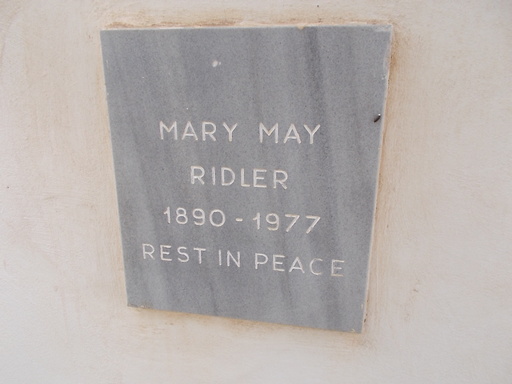 MARY MAY
RIDLER
1890 - 1977
REST IN PEACE